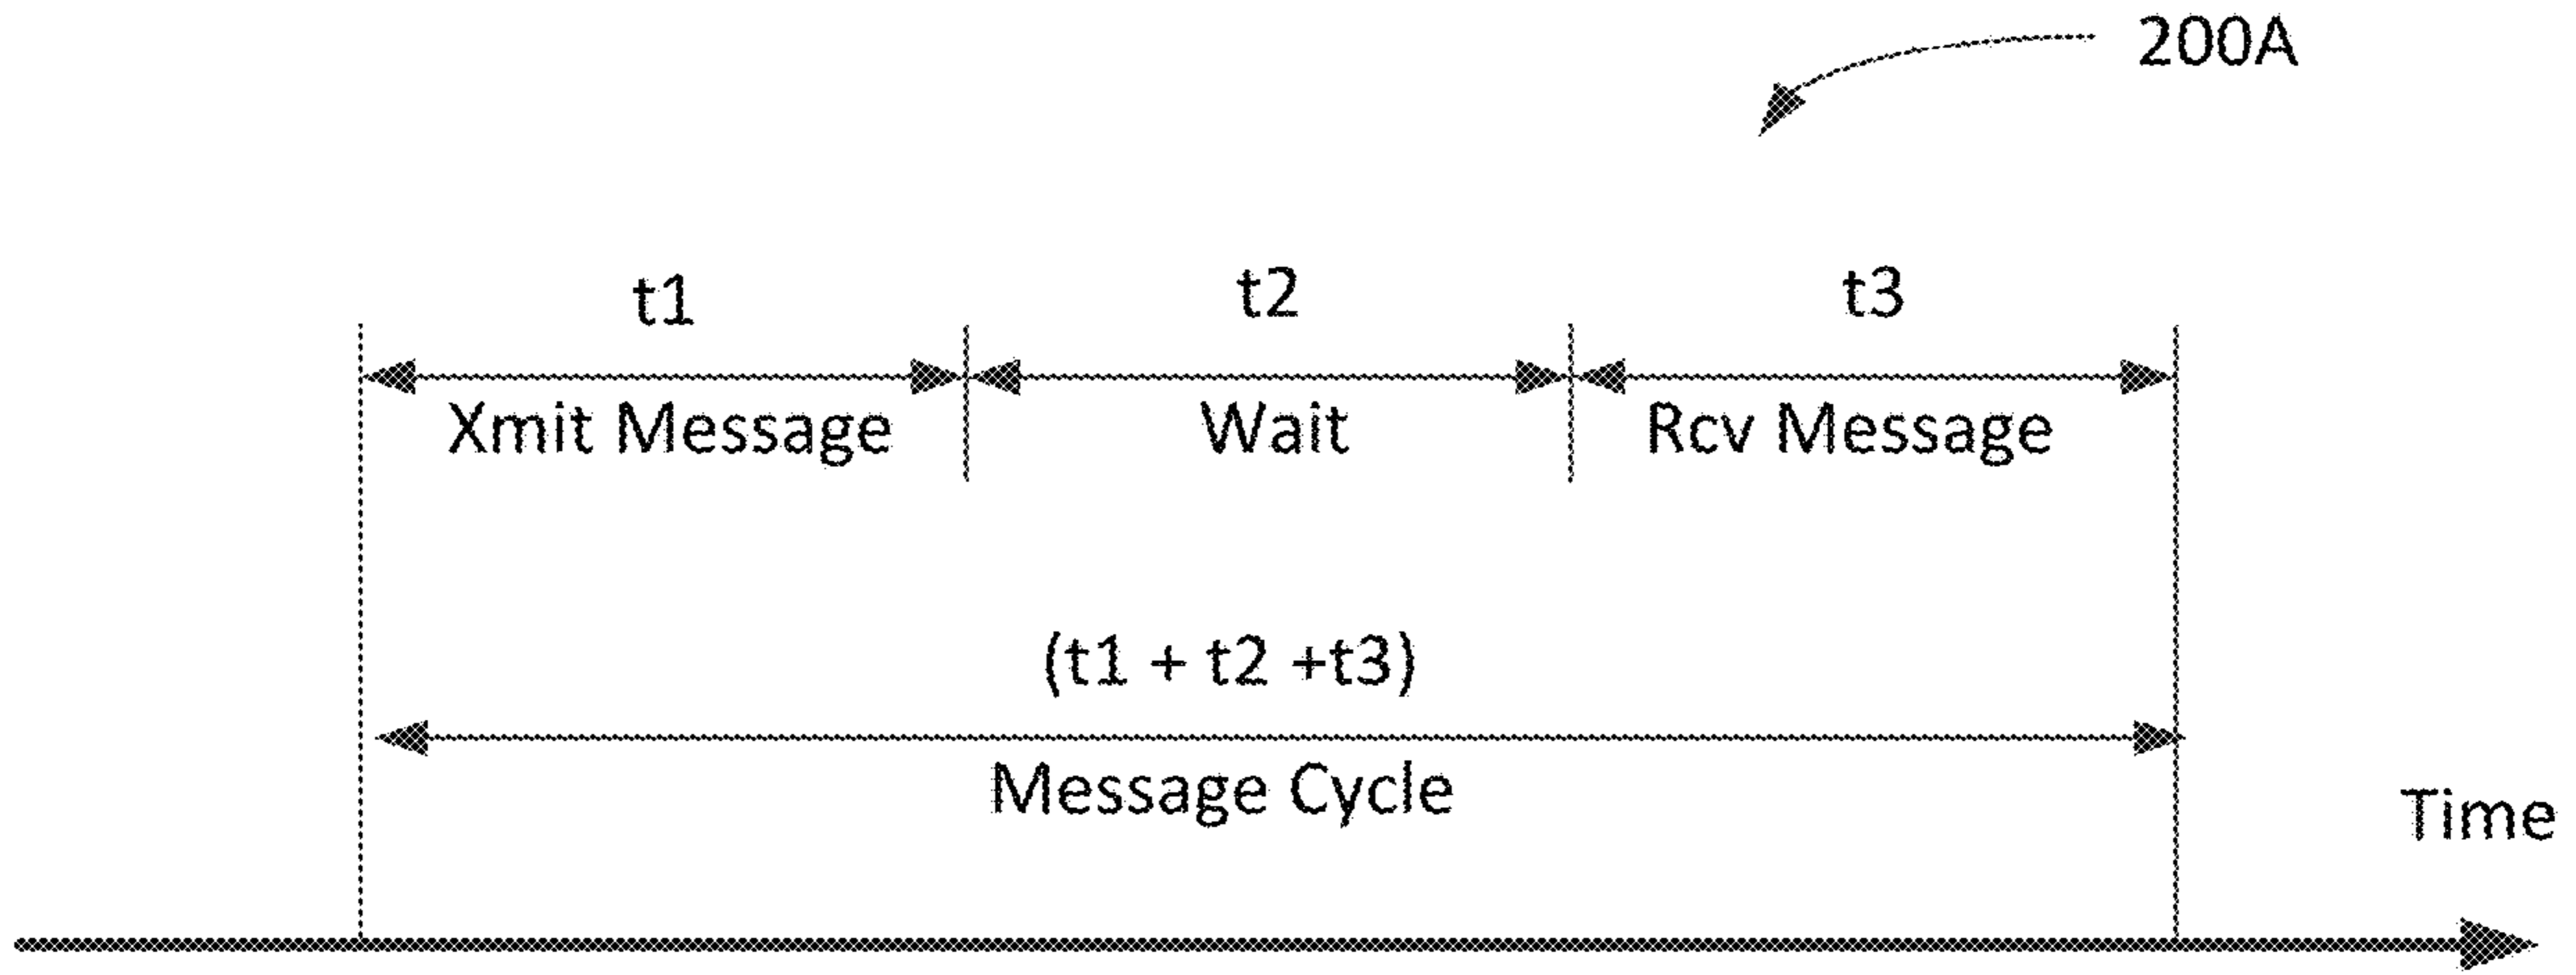 200A
t1
t2
t3
Xmit Message
Wait
Rcv Message
(t1 + t2 +t3)
Message Cycle
Time